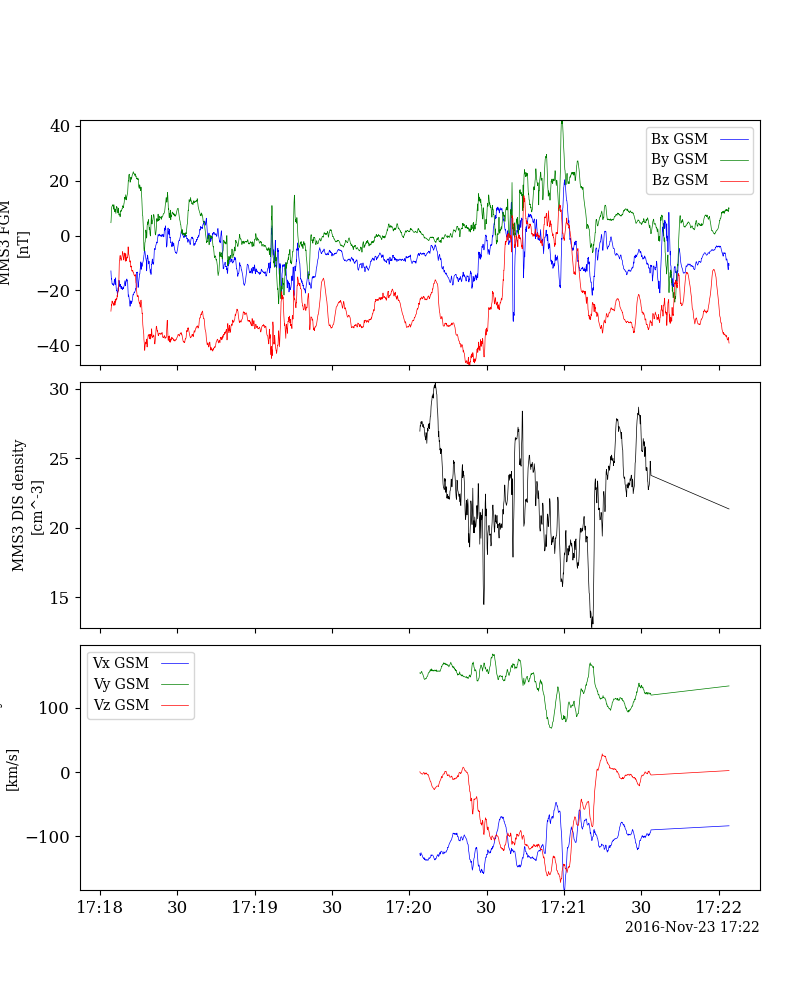 40
20
0
−20
−40
MMS3 FGM
[nT]
Bx GSM
By GSM
Bz GSM
30
25
20
15
MMS3 DIS density
[cm^-3]
100
0
−100
[km/s]
Vx GSM
Vy GSM
Vz GSM
17:18
30
17:19
30
17:20
30
17:21
30
17:22
2016-Nov-23 17:22